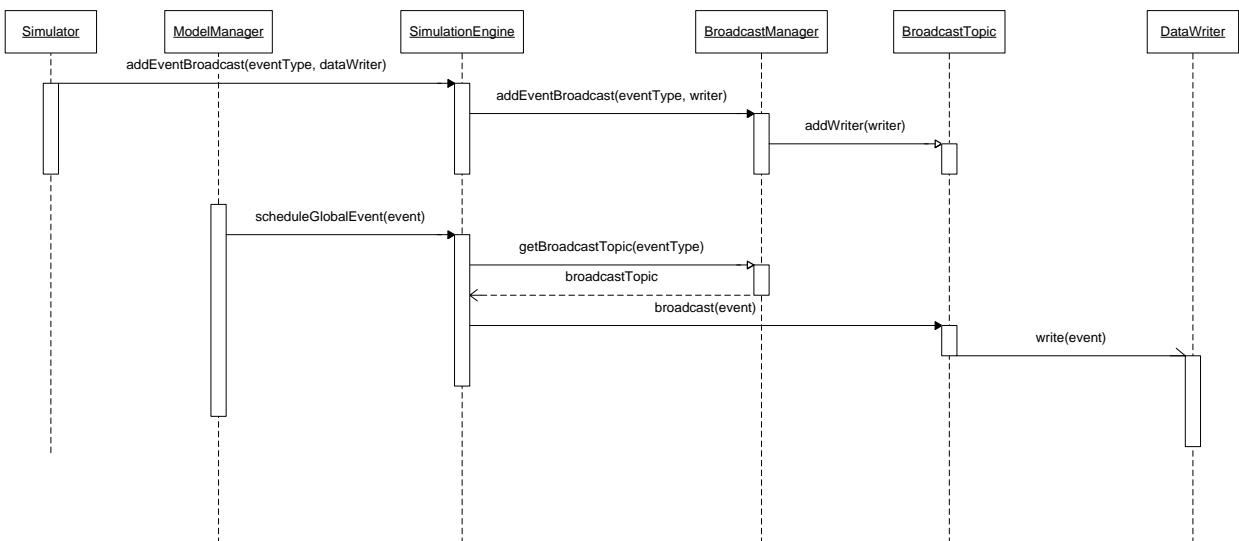 Simulator
ModelManager
SimulationEngine
BroadcastManager
BroadcastTopic
DataWriter
addEventBroadcast(eventType, dataWriter)
addEventBroadcast(eventType, writer)
addWriter(writer)
scheduleGlobalEvent(event)
getBroadcastTopic(eventType)
broadcastTopic
broadcast(event)
write(event)